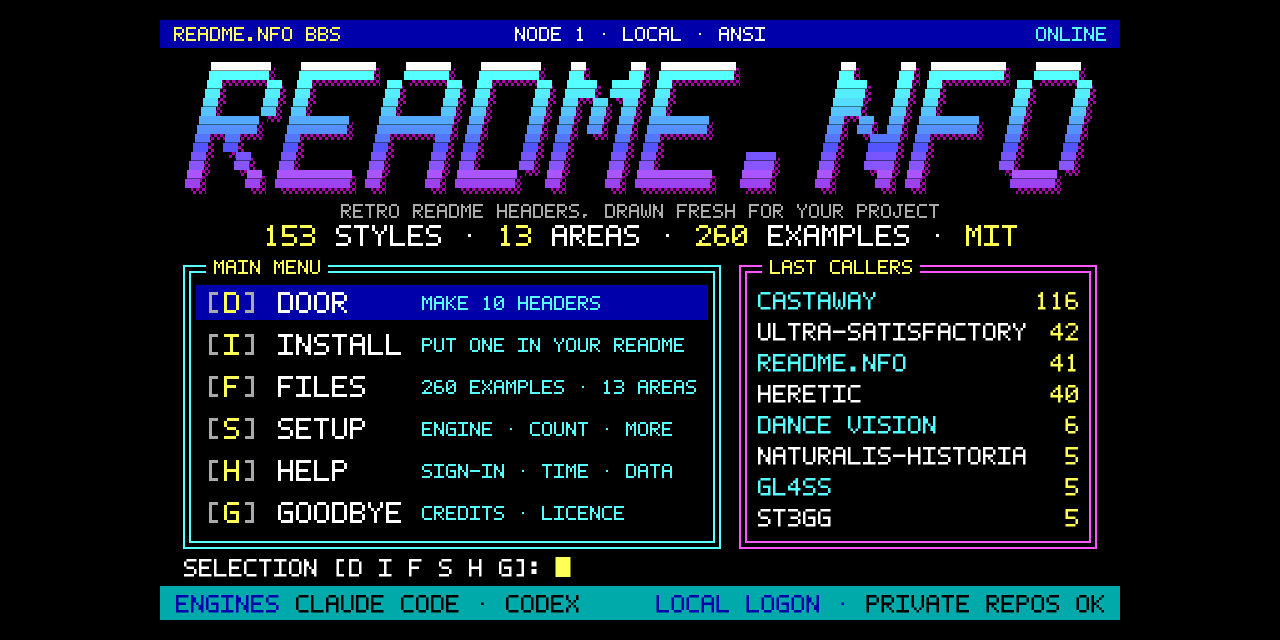 README.NFO BBS NODE 1 · LOCAL · ANSI ONLINE
README.NFO
RETRO README HEADERS, DRAWN FRESH FOR YOUR PROJECT
153 STYLES · 13 AREAS · 260 EXAMPLES · MIT
MAIN MENU
[D] DOOR MAKE 10 HEADERS
[I] INSTALL PUT ONE IN YOUR README
[F] FILES 260 EXAMPLES · 13 AREAS
[S] SETUP ENGINE · COUNT · MORE
[H] HELP SIGN-IN · TIME · DATA
[G] GOODBYE CREDITS · LICENCE
LAST CALLERS
CASTAWAY 116
ULTRA-SATISFACTORY 42
README.NFO 41
HERETIC 40
DANCE VISION 6
NATURALIS-HISTORIA 5
GL4SS 5
ST3GG 5
SELECTION [D I F S H G]:
ENGINES CLAUDE CODE · CODEX LOCAL LOGON · PRIVATE REPOS OK